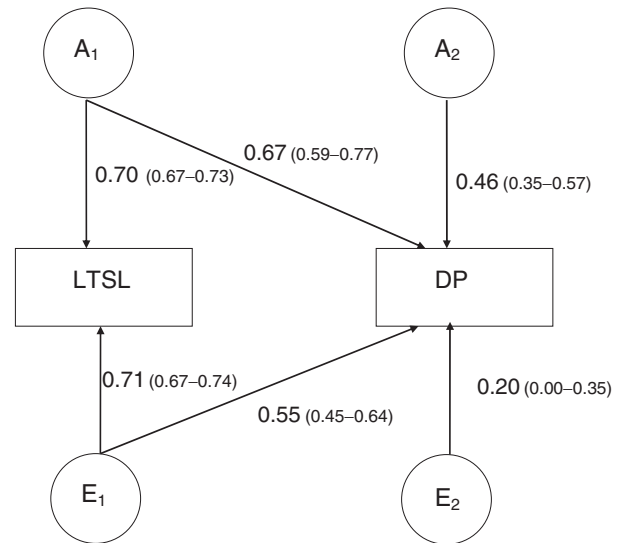 A₁ A₂
0.67 (0.59–0.77)
0.70 (0.67–0.73)
0.46 (0.35–0.57)
LTSL DP
0.71 (0.67–0.74)
0.20 (0.00–0.35)
0.55 (0.45–0.64)
E₁ E₂